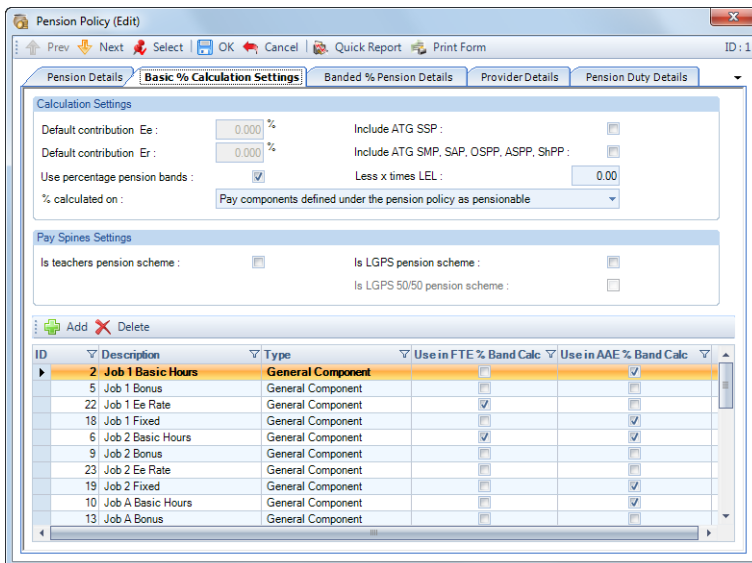 Pension Policy (Edit)
x
Prev Next Select OK Cancel Quick Report Print Form ID : 1
Pension Details Basic % Calculation Settings Banded % Pension Details Provider Details Pension Duty Details
Calculation Settings
Default contribution Ee : 0.000 % Include ATG SSP :
Default contribution Er : 0.000 % Include ATG SMP, SAP, OSPP, ASPP, ShPP :
Use percentage pension bands : Less x times LEL : 0.00
% calculated on : Pay components defined under the pension policy as pensionable
Pay Spines Settings
Is teachers pension scheme : Is LGPS pension scheme :
Is LGPS 50/50 pension scheme :
Add Delete
ID Description Type Use in FTE % Band Calc Use in AAE % Band Calc
2 Job 1 Basic Hours General Component
5 Job 1 Bonus General Component
22 Job 1 Ee Rate General Component
18 Job 1 Fixed General Component
6 Job 2 Basic Hours General Component
9 Job 2 Bonus General Component
23 Job 2 Ee Rate General Component
19 Job 2 Fixed General Component
10 Job A Basic Hours General Component
13 Job A Bonus General Component